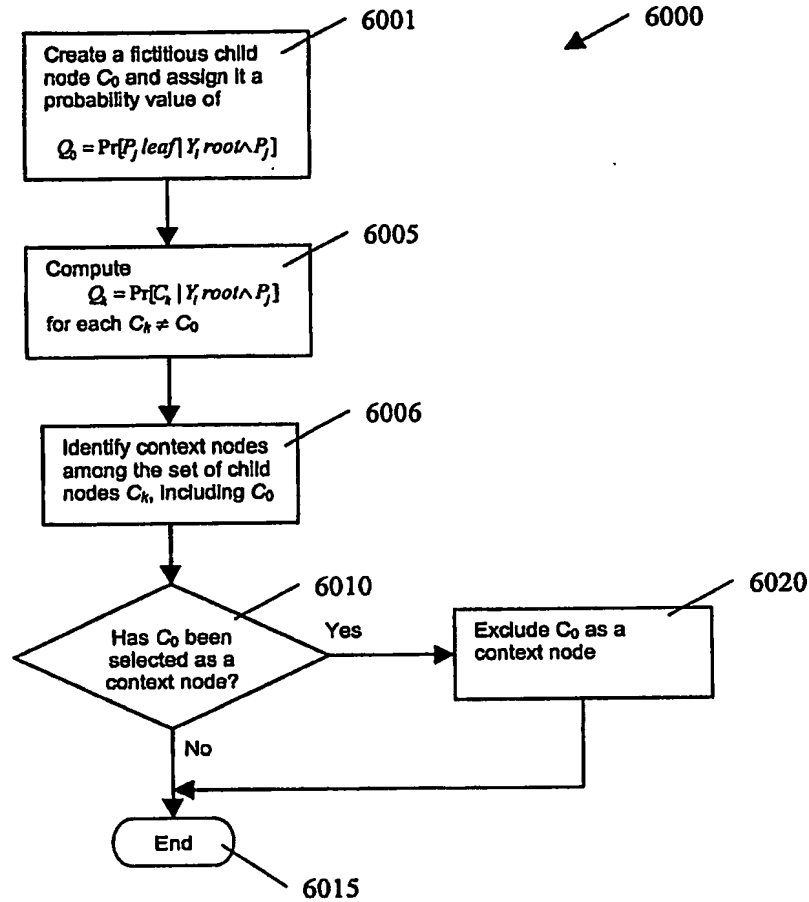 6001
6000
Create a fictitious child
node C₀ and assign it a
probability value of
Q₀ = Pr[Pⱼ leaf | Yᵢ root ∧ Pⱼ]
6005
Compute
Qₖ = Pr[Cₖ | Yᵢ root ∧ Pⱼ]
for each Cₖ ≠ C₀
6006
Identify context nodes
among the set of child
nodes Cₖ, including C₀
6010
Has C₀ been
selected as a
context node?
Yes
6020
Exclude C₀ as a
context node
No
End
6015